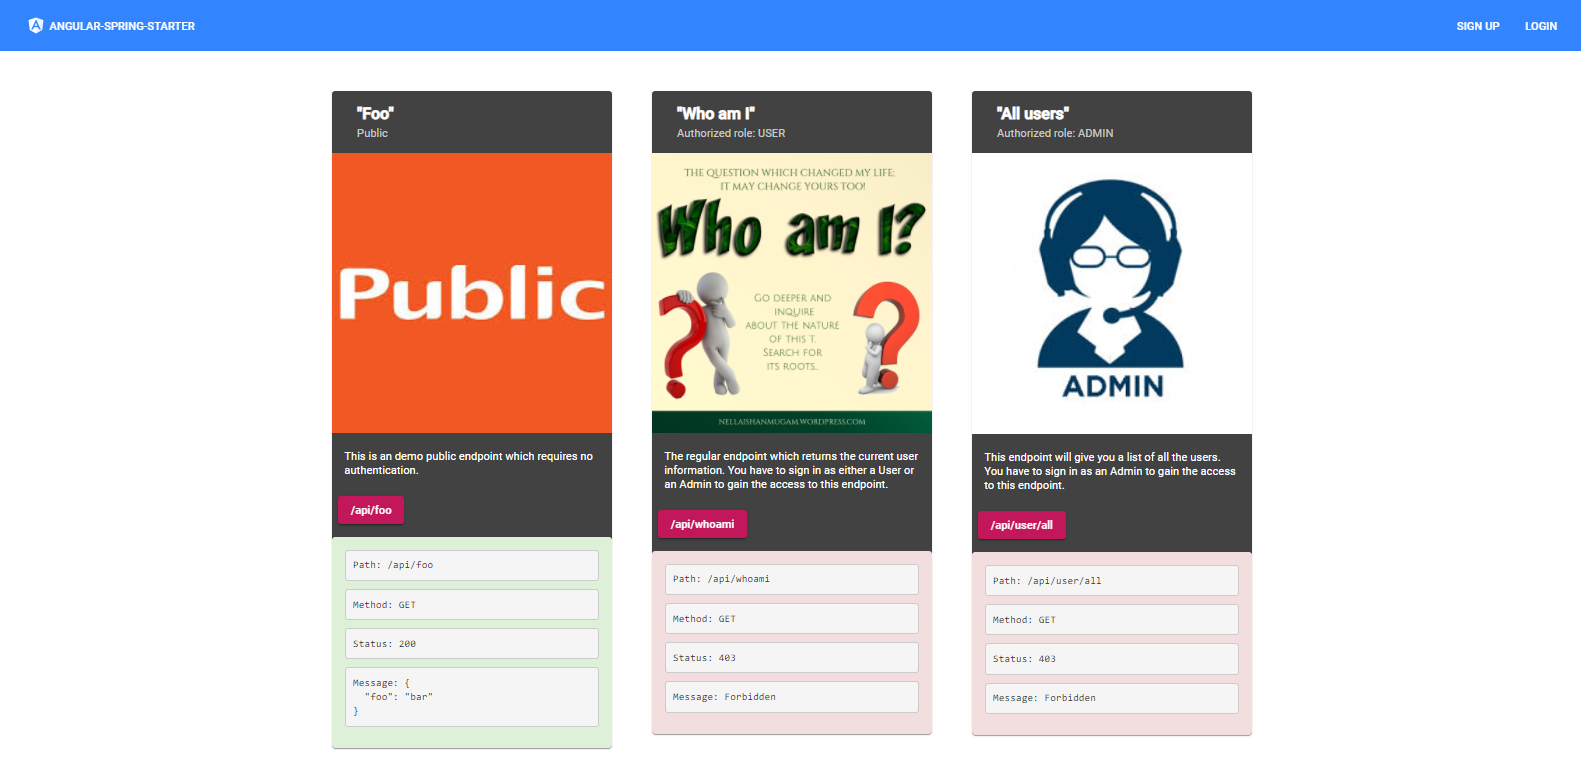 ANGULAR-SPRING-STARTER
SIGN UP
LOGIN
"Foo"
Public
Public
This is an demo public endpoint which requires no
authentication.
/api/foo
Path: /api/foo
Method: GET
Status: 200
Message: {
"foo": "bar"
}
"Who am I"
Authorized role: USER
THE QUESTION WHICH CHANGED MY LIFE;
IT MAY CHANGE YOURS TOO!
Who am I?
GO DEEPER AND
INQUIRE
ABOUT THE NATURE
OF THIS 'I'.
SEARCH FOR
ITS ROOTS..
NELLAISHANMUGAM.WORDPRESS.COM
The regular endpoint which returns the current user
information. You have to sign in as either a User or
an Admin to gain the access to this endpoint.
/api/whoami
Path: /api/whoami
Method: GET
Status: 403
Message: Forbidden
"All users"
Authorized role: ADMIN
ADMIN
This endpoint will give you a list of all the users.
You have to sign in as an Admin to gain the access
to this endpoint.
/api/user/all
Path: /api/user/all
Method: GET
Status: 403
Message: Forbidden